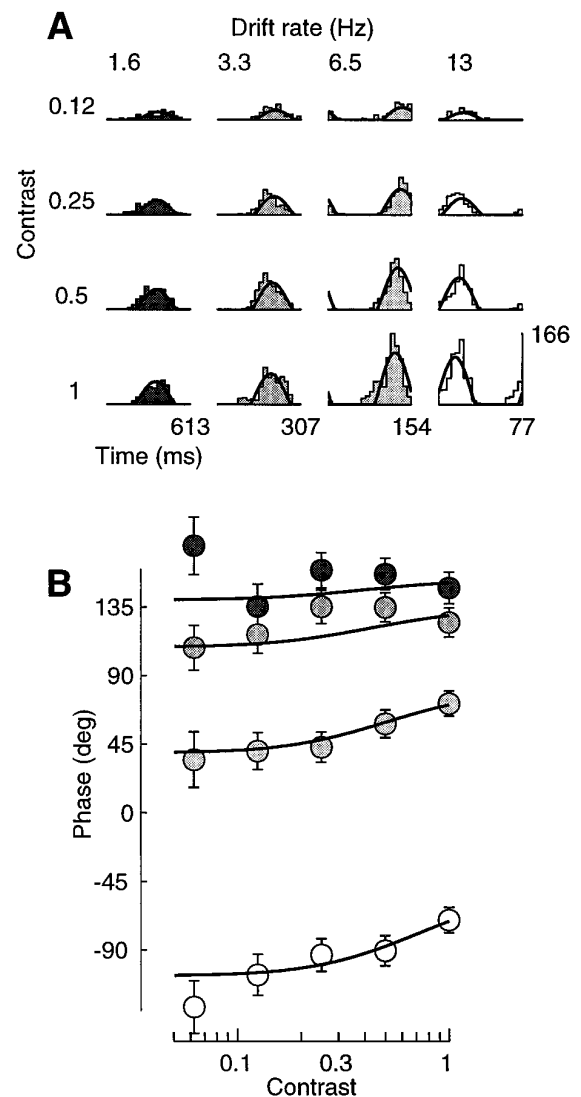 A
Drift rate (Hz)
1.6 3.3 6.5 13
Contrast
0.12
0.25
0.5
1
166
613 307 154 77
Time (ms)
B
Phase (deg)
135
90
45
0
-45
-90
0.1 0.3 1
Contrast